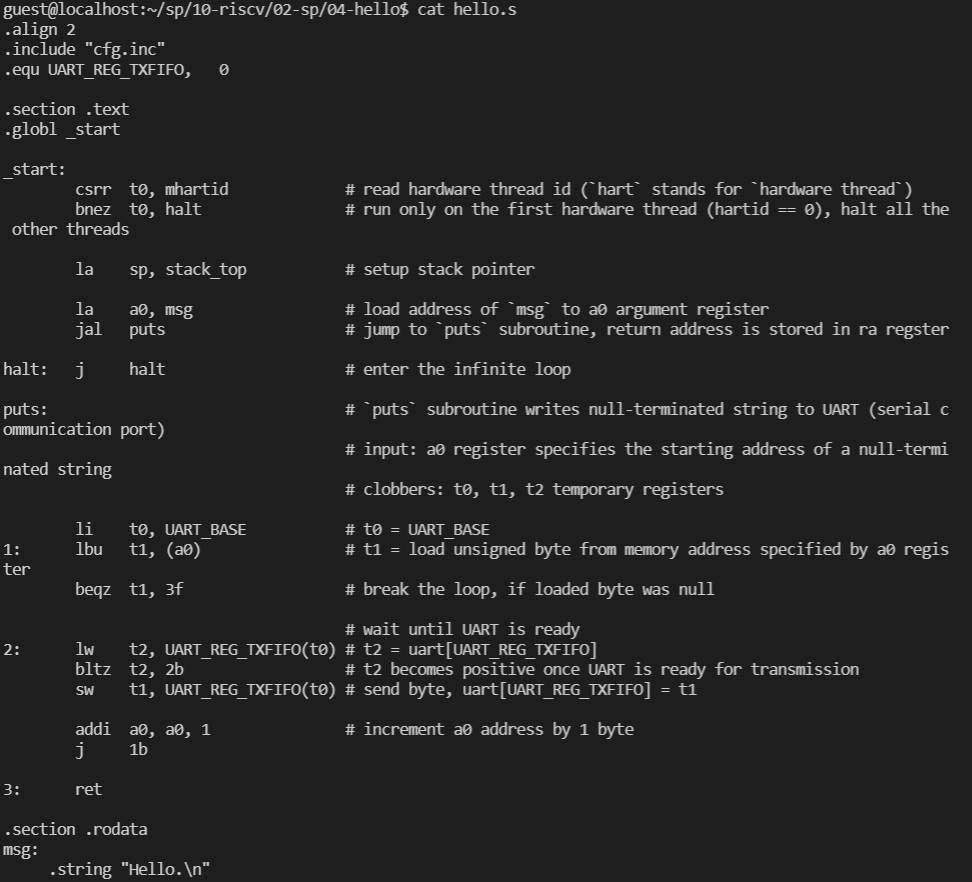 guest@localhost:~/sp/10-riscv/02-sp/04-hello$ cat hello.s
.align 2
.include "cfg.inc"
.equ UART_REG_TXFIFO,   0

.section .text
.globl _start

_start:
        csrr  t0, mhartid             # read hardware thread id (`hart` stands for `hardware thread`)
        bnez  t0, halt                # run only on the first hardware thread (hartid == 0), halt all the
 other threads

        la    sp, stack_top           # setup stack pointer

        la    a0, msg                 # load address of `msg` to a0 argument register
        jal   puts                    # jump to `puts` subroutine, return address is stored in ra regster

halt:   j     halt                    # enter the infinite loop

puts:                                 # `puts` subroutine writes null-terminated string to UART (serial c
ommunication port)
                                      # input: a0 register specifies the starting address of a null-termi
nated string
                                      # clobbers: t0, t1, t2 temporary registers

        li    t0, UART_BASE           # t0 = UART_BASE
1:      lbu   t1, (a0)                # t1 = load unsigned byte from memory address specified by a0 regis
ter
        beqz  t1, 3f                  # break the loop, if loaded byte was null

                                      # wait until UART is ready
2:      lw    t2, UART_REG_TXFIFO(t0) # t2 = uart[UART_REG_TXFIFO]
        bltz  t2, 2b                  # t2 becomes positive once UART is ready for transmission
        sw    t1, UART_REG_TXFIFO(t0) # send byte, uart[UART_REG_TXFIFO] = t1

        addi  a0, a0, 1               # increment a0 address by 1 byte
        j     1b

3:      ret

.section .rodata
msg:
     .string "Hello.\n"